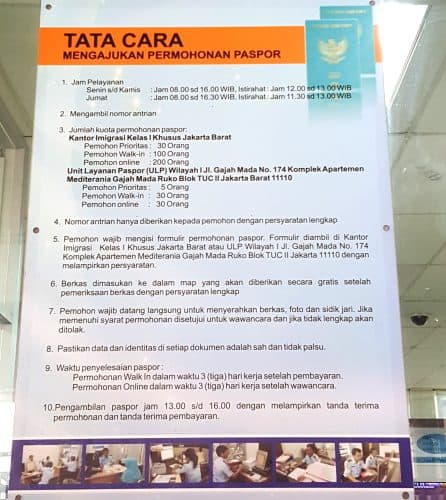 TATA CARA
MENGAJUKAN PERMOHONAN PASPOR
1. Jam Pelayanan
Senin s/d Kamis : Jam 08.00 sd 16.00 WIB, Istirahat : Jam 12.00 sd 13.00 WIB
Jumat : Jam 08.00 sd 16.30 WIB, Istirahat : Jam 11.30 sd 13.00 WIB
2. Mengambil nomor antrian
3. Jumlah kuota permohonan paspor:
Kantor Imigrasi Kelas I Khusus Jakarta Barat
Pemohon Prioritas : 30 Orang
Pemohon Walk-in : 100 Orang
Pemohon online : 200 Orang
Unit Layanan Paspor (ULP) Wilayah I Jl. Gajah Mada No. 174 Komplek Apartemen
Mediterania Gajah Mada Ruko Blok TUC II Jakarta Barat 11110
Pemohon Prioritas : 5 Orang
Pemohon Walk-in : 30 Orang
Pemohon online : 30 Orang
4. Nomor antrian hanya diberikan kepada pemohon dengan persyaratan lengkap
5. Pemohon wajib mengisi formulir permohonan paspor. Formulir diambil di Kantor
Imigrasi Kelas I Khusus Jakarta Barat atau ULP Wilayah I Jl. Gajah Mada No. 174
Komplek Apartemen Mediterania Gajah Mada Ruko Blok TUC II Jakarta Barat 11110 dengan
melampirkan persyaratan.
6. Berkas dimasukan ke dalam map yang akan diberikan secara gratis setelah
pemeriksaan berkas dengan persyaratan lengkap
7. Pemohon wajib datang langsung untuk menyerahkan berkas, foto dan sidik jari. Jika
memenuhi syarat permohonan disetujui untuk wawancara dan jika tidak lengkap akan
ditolak.
8. Pastikan data dan identitas di setiap dokumen adalah sah dan tidak palsu.
9. Waktu penyelesaian paspor :
Permohonan Walk In dalam waktu 3 (tiga) hari kerja setelah pembayaran.
Permohonan Online dalam waktu 3 (tiga) hari kerja setelah wawancara.
10.Pengambilan paspor jam 13.00 s/d 16.00 dengan melampirkan tanda terima
permohonan dan tanda terima pembayaran.